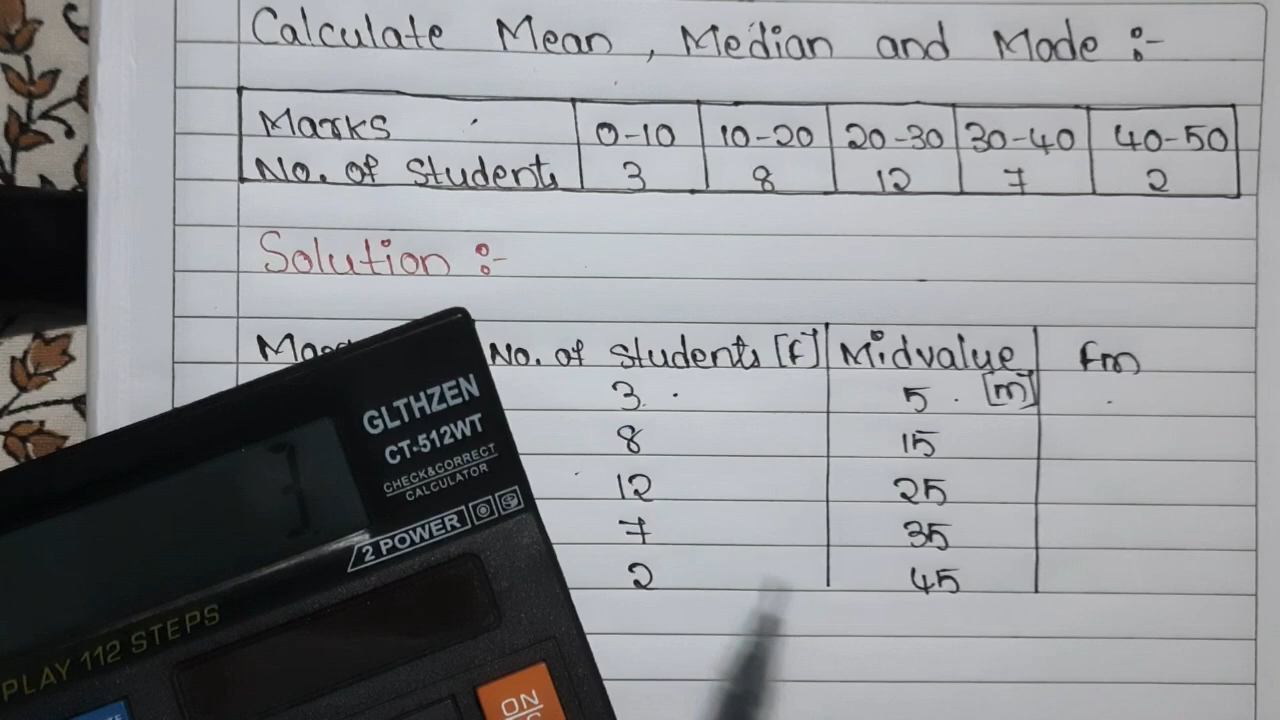 Calculate Mean, Median and Mode :-
Marks 0-10 10-20 20-30 30-40 40-50
No. of Students 3 8 12 7 2
Solution :-
No. of Students [f] Midvalue [m] fm
3 5
8 15
12 25
7 35
2 45
GLTHZEN
CT-512WT
CHECK&CORRECT
CALCULATOR
2 POWER
PLAY 112 STEPS
ON